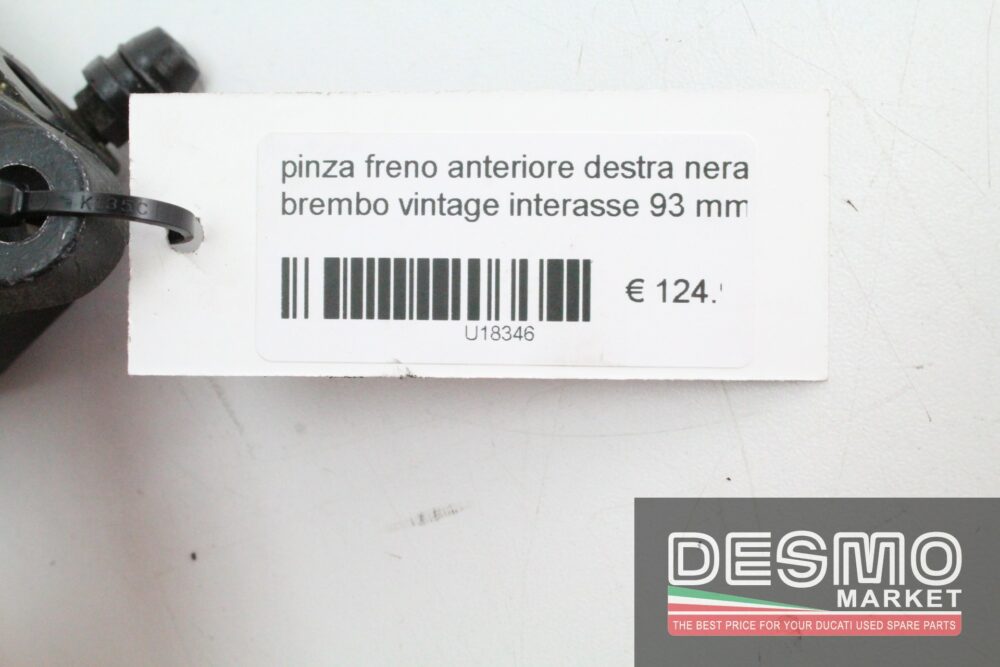 pinza freno anteriore destra nera
brembo vintage interasse 93 mm
€ 124.
U18346
DESMO
MARKET
THE BEST PRICE FOR YOUR DUCATI USED SPARE PARTS